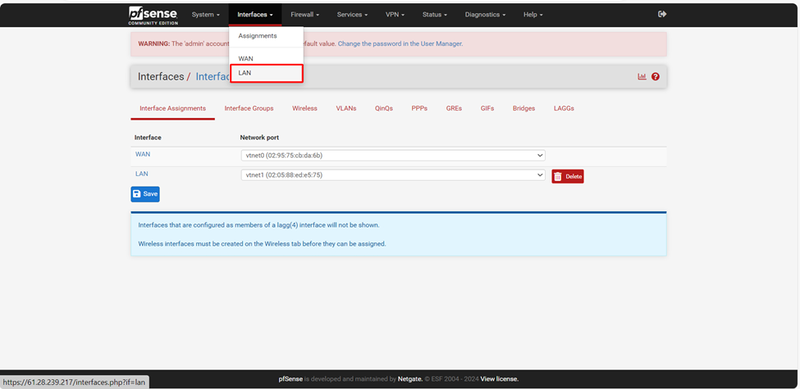 pfSense
COMMUNITY EDITION
System Interfaces Firewall Services VPN Status Diagnostics Help
Assignments
WAN
LAN
WARNING: The 'admin' account fault value. Change the password in the User Manager.
Interfaces / Interfa
Interface Assignments Interface Groups Wireless VLANs QinQs PPPs GREs GIFs Bridges LAGGs
Interface Network port
WAN vtnet0 (02:95:75:cb:da:6b)
LAN vtnet1 (02:05:88:ed:e5:75) Delete
Save
Interfaces that are configured as members of a lagg(4) interface will not be shown.
Wireless interfaces must be created on the Wireless tab before they can be assigned.
pfSense is developed and maintained by Netgate. © ESF 2004 - 2024 View license.
https://61.28.239.217/interfaces.php?if=lan